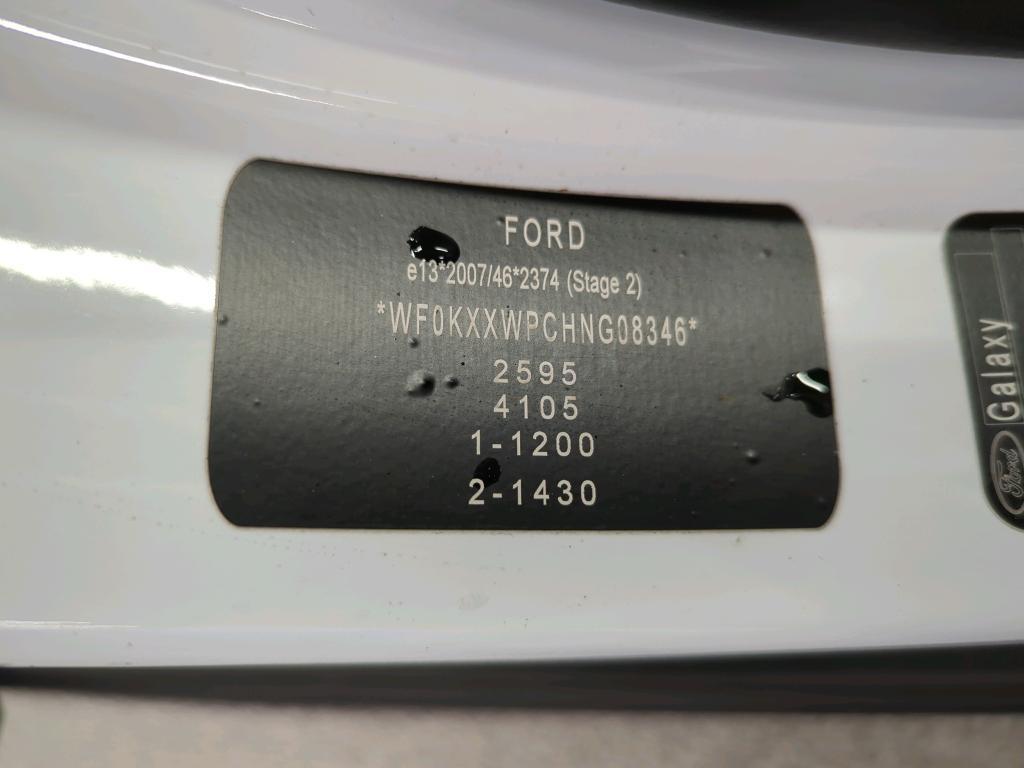 FORD
e13*2007/46*2374 (Stage 2)
*WF0KXXWPCHNG08346*
2595
4105
1-1200
2-1430
Galaxy
Ford